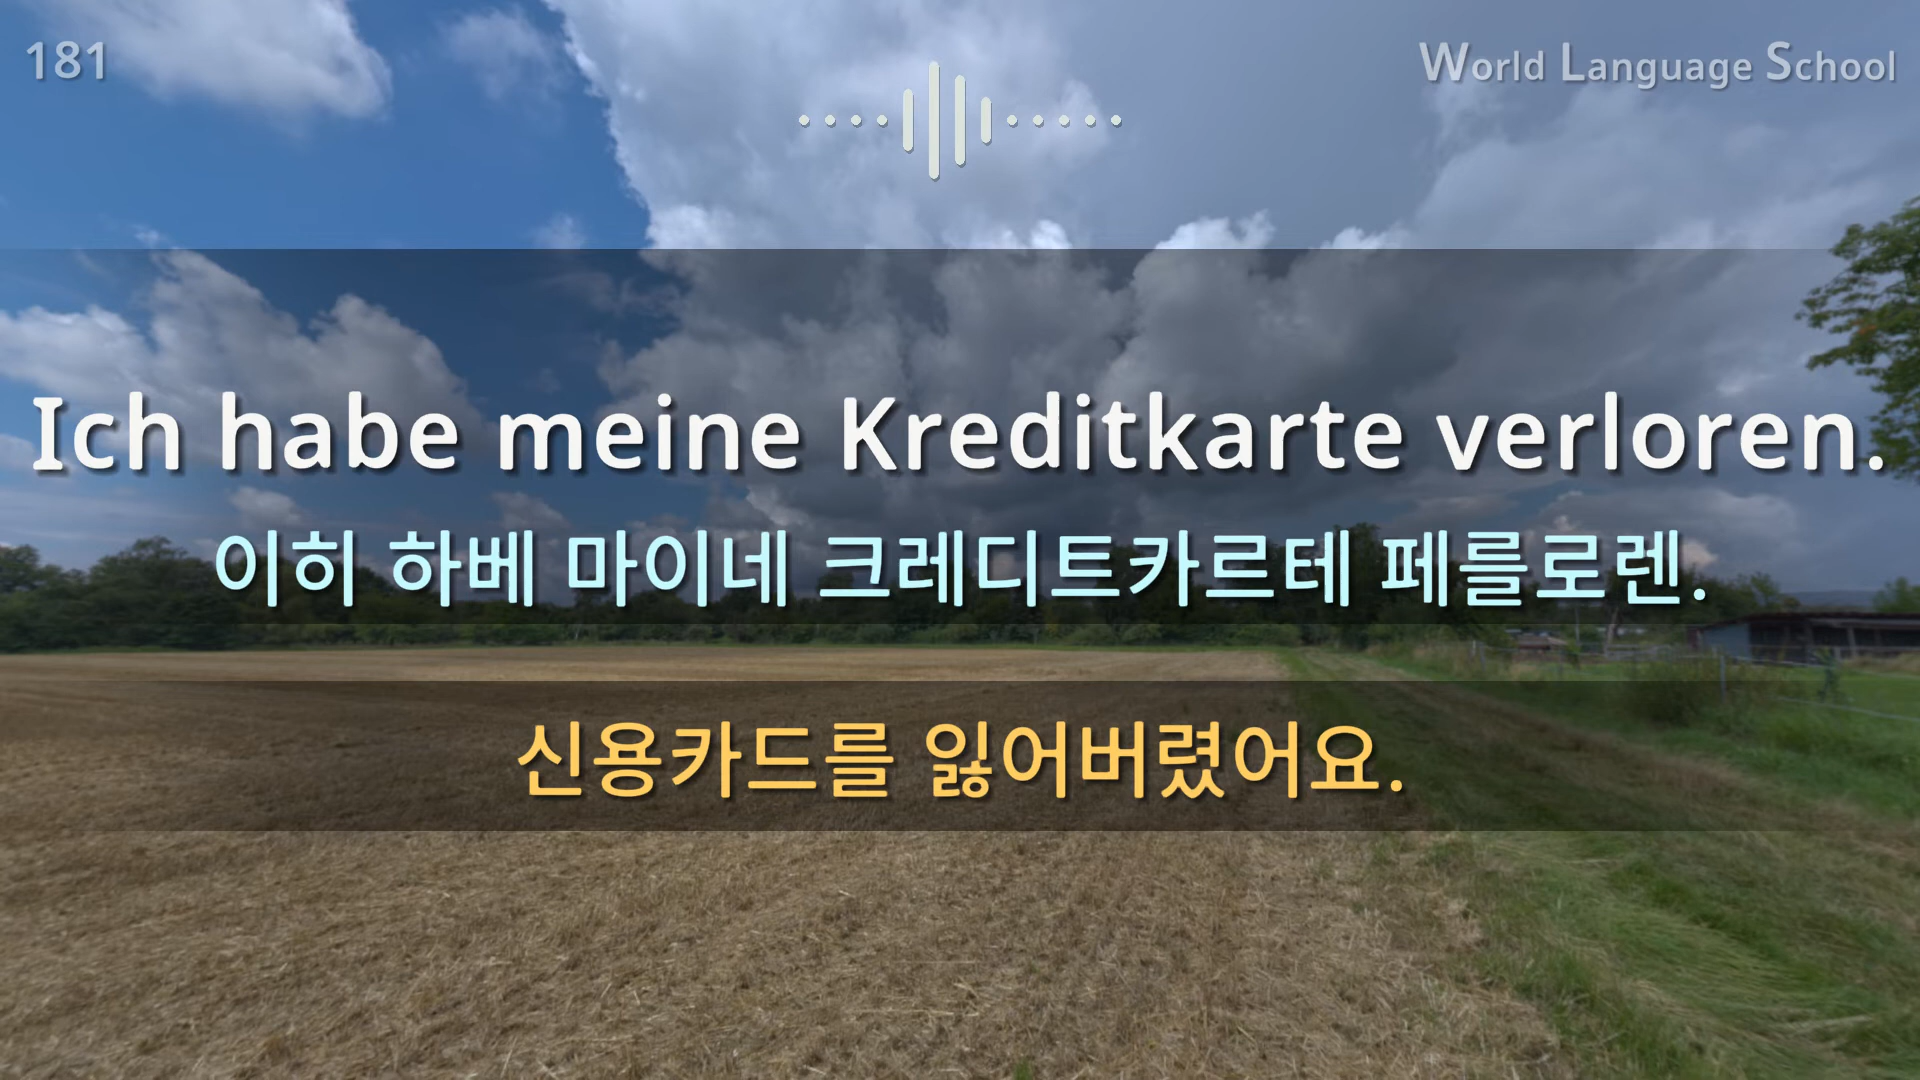 181
World Language School
Ich habe meine Kreditkarte verloren.
이히 하베 마이네 크레디트카르테 페를로렌.
신용카드를 잃어버렸어요.